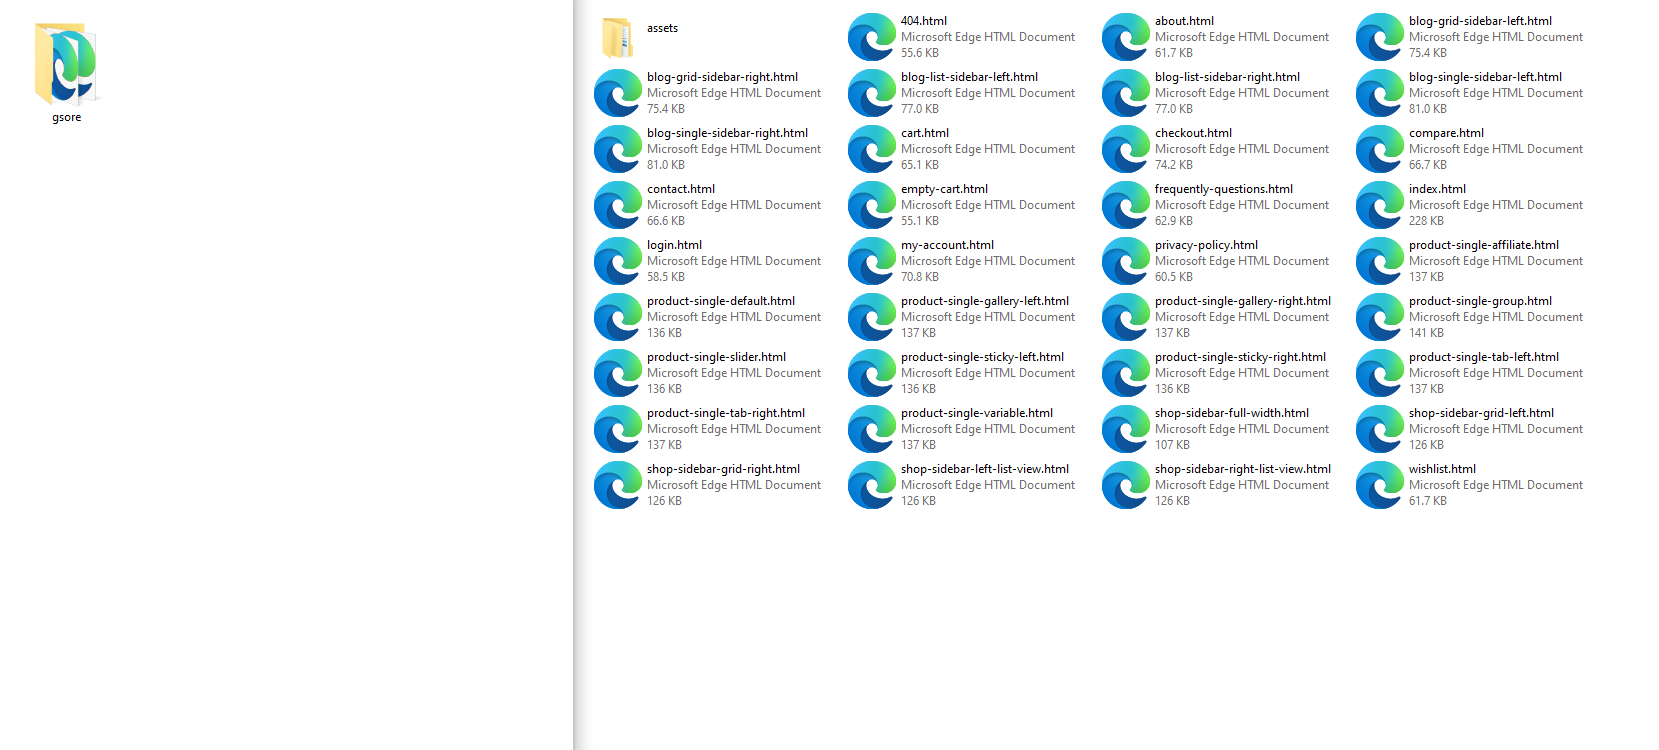 gsore
assets
404.html
Microsoft Edge HTML Document
55.6 KB
about.html
Microsoft Edge HTML Document
61.7 KB
blog-grid-sidebar-left.html
Microsoft Edge HTML Document
75.4 KB
blog-grid-sidebar-right.html
Microsoft Edge HTML Document
75.4 KB
blog-list-sidebar-left.html
Microsoft Edge HTML Document
77.0 KB
blog-list-sidebar-right.html
Microsoft Edge HTML Document
77.0 KB
blog-single-sidebar-left.html
Microsoft Edge HTML Document
81.0 KB
blog-single-sidebar-right.html
Microsoft Edge HTML Document
81.0 KB
cart.html
Microsoft Edge HTML Document
65.1 KB
checkout.html
Microsoft Edge HTML Document
74.2 KB
compare.html
Microsoft Edge HTML Document
66.7 KB
contact.html
Microsoft Edge HTML Document
66.6 KB
empty-cart.html
Microsoft Edge HTML Document
55.1 KB
frequently-questions.html
Microsoft Edge HTML Document
62.9 KB
index.html
Microsoft Edge HTML Document
228 KB
login.html
Microsoft Edge HTML Document
58.5 KB
my-account.html
Microsoft Edge HTML Document
70.8 KB
privacy-policy.html
Microsoft Edge HTML Document
60.5 KB
product-single-affiliate.html
Microsoft Edge HTML Document
137 KB
product-single-default.html
Microsoft Edge HTML Document
136 KB
product-single-gallery-left.html
Microsoft Edge HTML Document
137 KB
product-single-gallery-right.html
Microsoft Edge HTML Document
137 KB
product-single-group.html
Microsoft Edge HTML Document
141 KB
product-single-slider.html
Microsoft Edge HTML Document
136 KB
product-single-sticky-left.html
Microsoft Edge HTML Document
136 KB
product-single-sticky-right.html
Microsoft Edge HTML Document
136 KB
product-single-tab-left.html
Microsoft Edge HTML Document
137 KB
product-single-tab-right.html
Microsoft Edge HTML Document
137 KB
product-single-variable.html
Microsoft Edge HTML Document
137 KB
shop-sidebar-full-width.html
Microsoft Edge HTML Document
107 KB
shop-sidebar-grid-left.html
Microsoft Edge HTML Document
126 KB
shop-sidebar-grid-right.html
Microsoft Edge HTML Document
126 KB
shop-sidebar-left-list-view.html
Microsoft Edge HTML Document
126 KB
shop-sidebar-right-list-view.html
Microsoft Edge HTML Document
126 KB
wishlist.html
Microsoft Edge HTML Document
61.7 KB